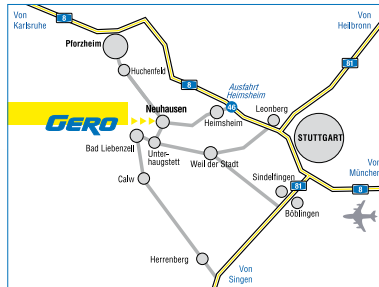 Von
Karlsruhe
8
Von
Heilbronn
Pforzheim
81
Huchenfeld
8
Ausfahrt
Heimsheim
46
Neuhausen
Leonberg
GERO
Heimsheim
STUTTGART
Bad Liebenzell
Unter-
haugstett
Weil der Stadt
Von
München
Calw
Sindelfingen
81
8
Böblingen
Herrenberg
Von
Singen